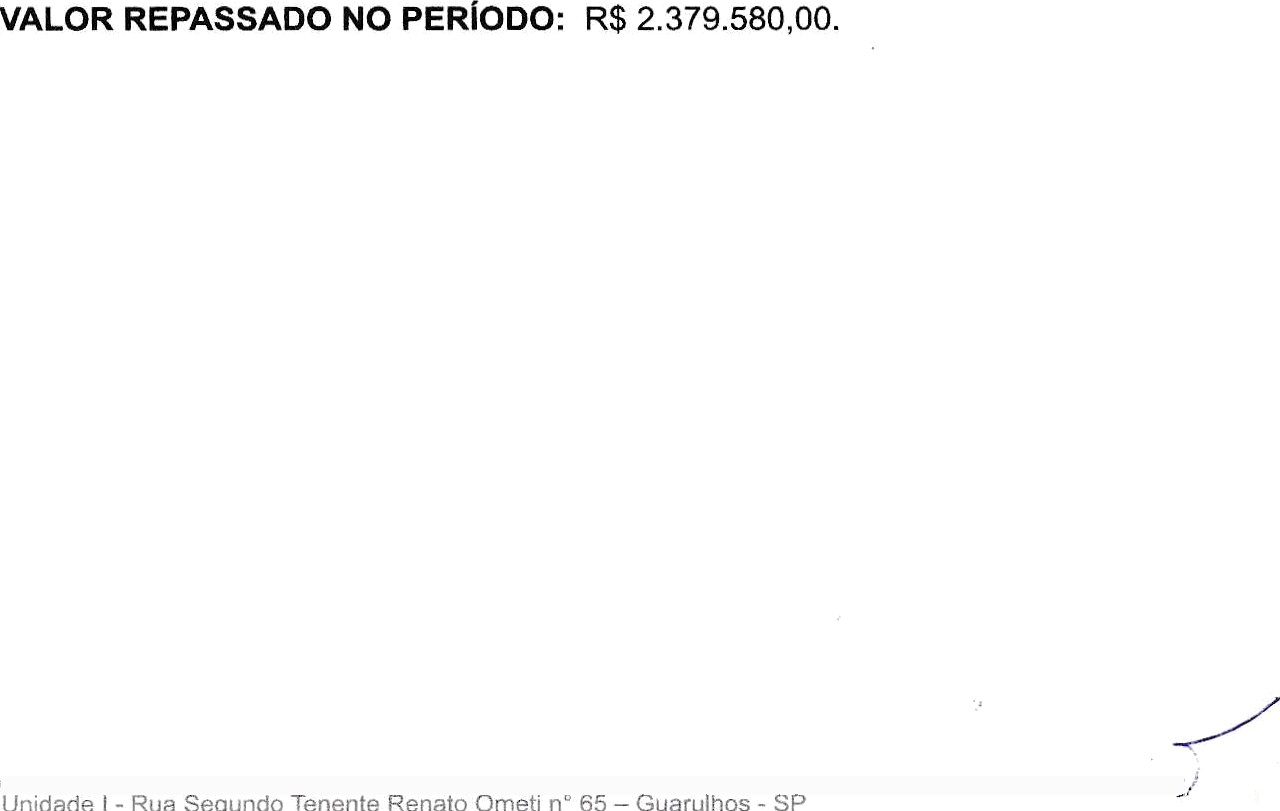 VALOR REPASSADO NO PERÍODO: R$ 2.379.580,00.
Unidade I - Rua Segundo Tenente Renato Ometi n° 65 – Guarulhos - SP